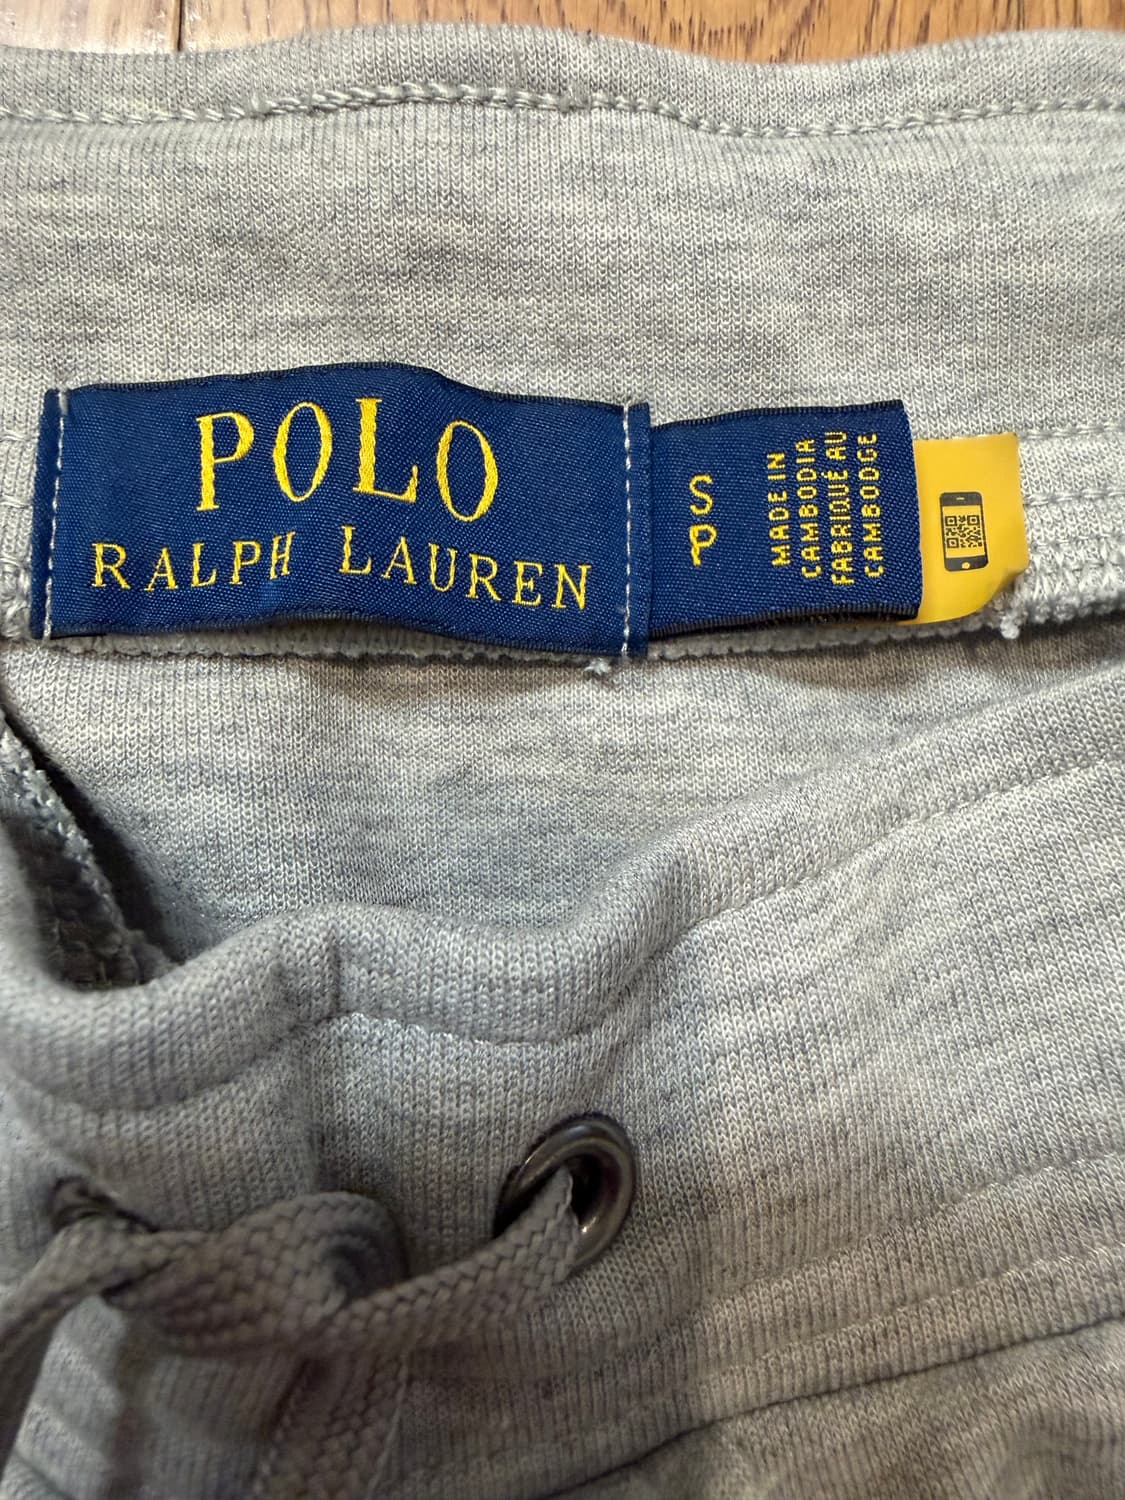 POLO
RALPH LAUREN
S
P
MADE IN
CAMBODIA
FABRIQUÉ AU
CAMBODGE